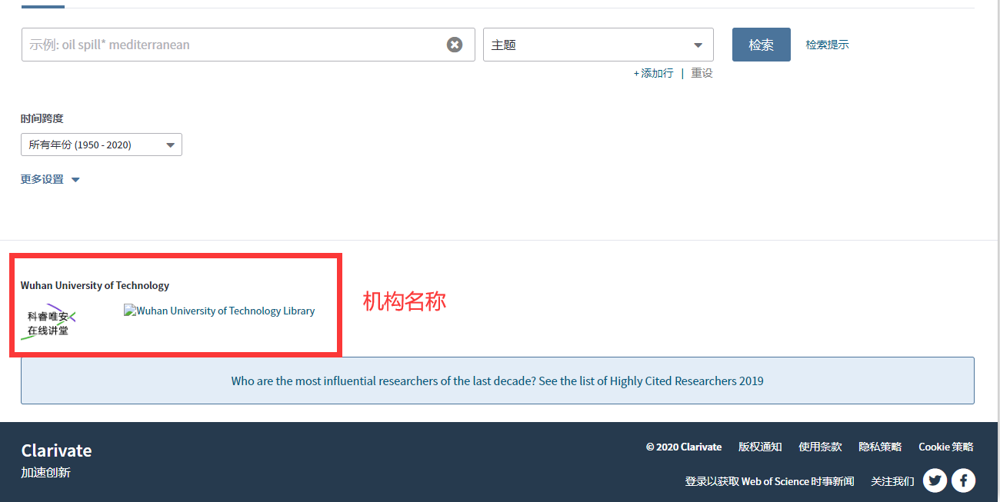 示例: oil spill* mediterranean
主题
检索
检索提示
+ 添加行 | 重设
时间跨度
所有年份 (1950 - 2020)
更多设置
Wuhan University of Technology
科睿唯安
在线讲堂
Wuhan University of Technology Library
机构名称
Who are the most influential researchers of the last decade? See the list of Highly Cited Researchers 2019
Clarivate
加速创新
© 2020 Clarivate 版权通知 使用条款 隐私策略 Cookie 策略
登录以获取 Web of Science 时事新闻 关注我们